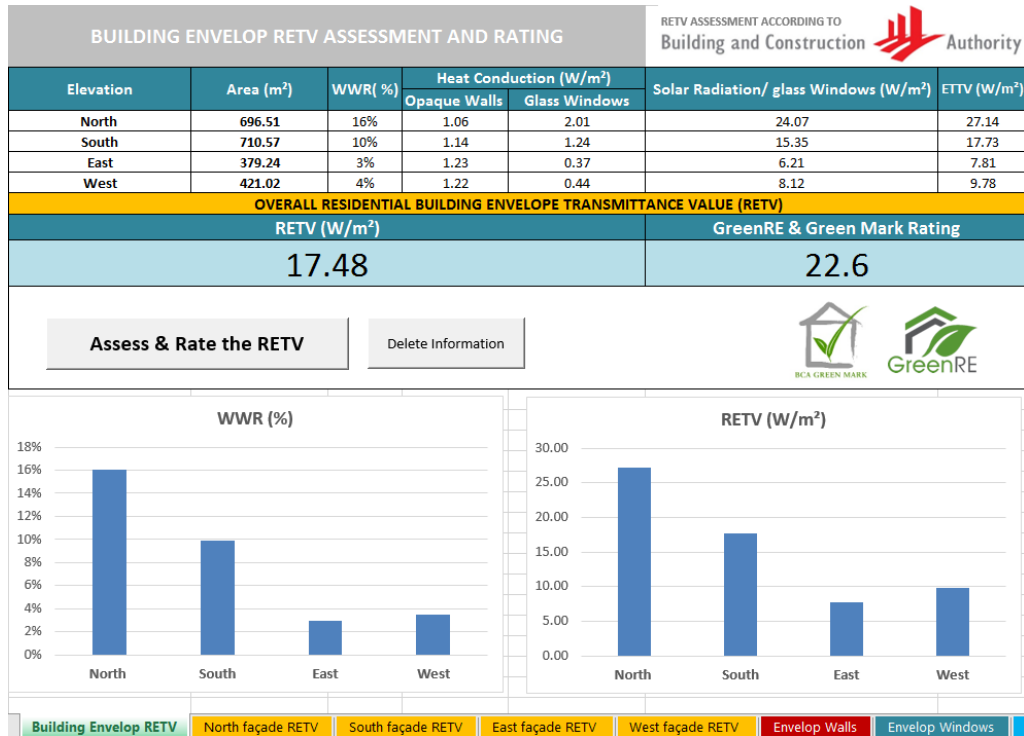 BUILDING ENVELOP RETV ASSESSMENT AND RATING
RETV ASSESSMENT ACCORDING TO
Building and Construction Authority
Elevation Area (m²) WWR( %) Heat Conduction (W/m²) Solar Radiation/ glass Windows (W/m²) ETTV (W/m²)
Opaque Walls Glass Windows
North 696.51 16% 1.06 2.01 24.07 27.14
South 710.57 10% 1.14 1.24 15.35 17.73
East 379.24 3% 1.23 0.37 6.21 7.81
West 421.02 4% 1.22 0.44 8.12 9.78
OVERALL RESIDENTIAL BUILDING ENVELOPE TRANSMITTANCE VALUE (RETV)
RETV (W/m²) GreenRE & Green Mark Rating
17.48 22.6
Assess & Rate the RETV Delete Information
BCA GREEN MARK GreenRE
WWR (%)
18%
16%
14%
12%
10%
8%
6%
4%
2%
0%
North South East West
RETV (W/m²)
30.00
25.00
20.00
15.00
10.00
5.00
0.00
North South East West
Building Envelop RETV North façade RETV South façade RETV East façade RETV West façade RETV Envelop Walls Envelop Windows